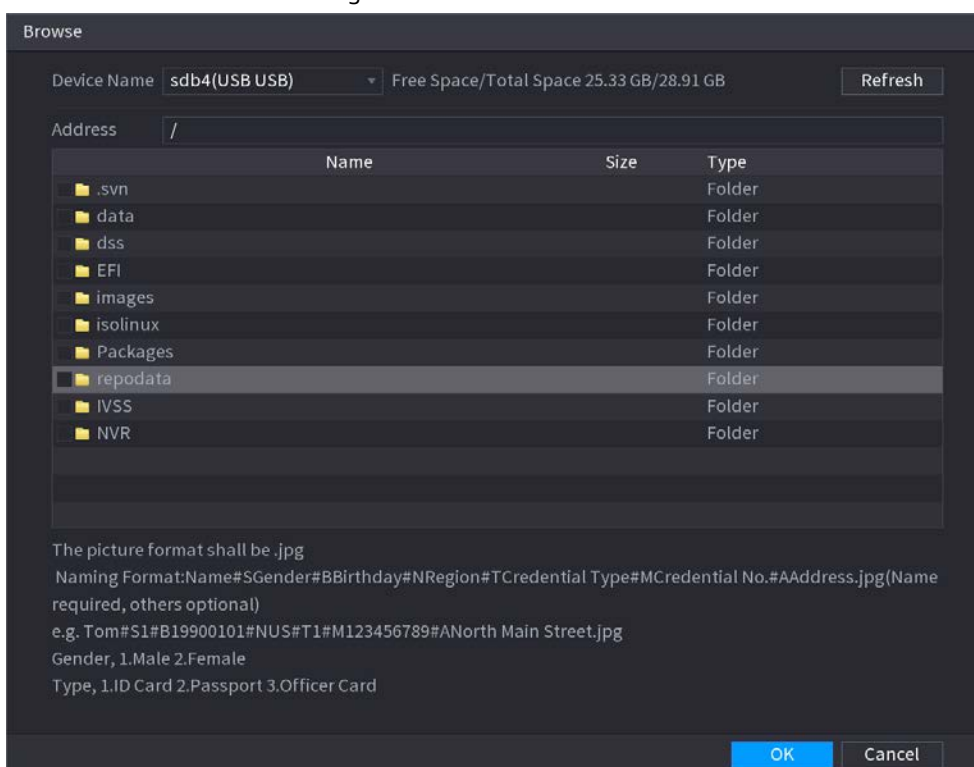 Browse
Device Name sdb4(USB USB) Free Space/Total Space 25.33 GB/28.91 GB Refresh
Address /
Name Size Type
.svn Folder
data Folder
dss Folder
EFI Folder
images Folder
isolinux Folder
Packages Folder
repodata Folder
IVSS Folder
NVR Folder
The picture format shall be .jpg
Naming Format:Name#SGender#BBirthday#NRegion#TCredential Type#MCredential No.#AAddress.jpg(Name
required, others optional)
e.g. Tom#S1#B19900101#NUS#T1#M123456789#ANorth Main Street.jpg
Gender, 1.Male 2.Female
Type, 1.ID Card 2.Passport 3.Officer Card
OK Cancel